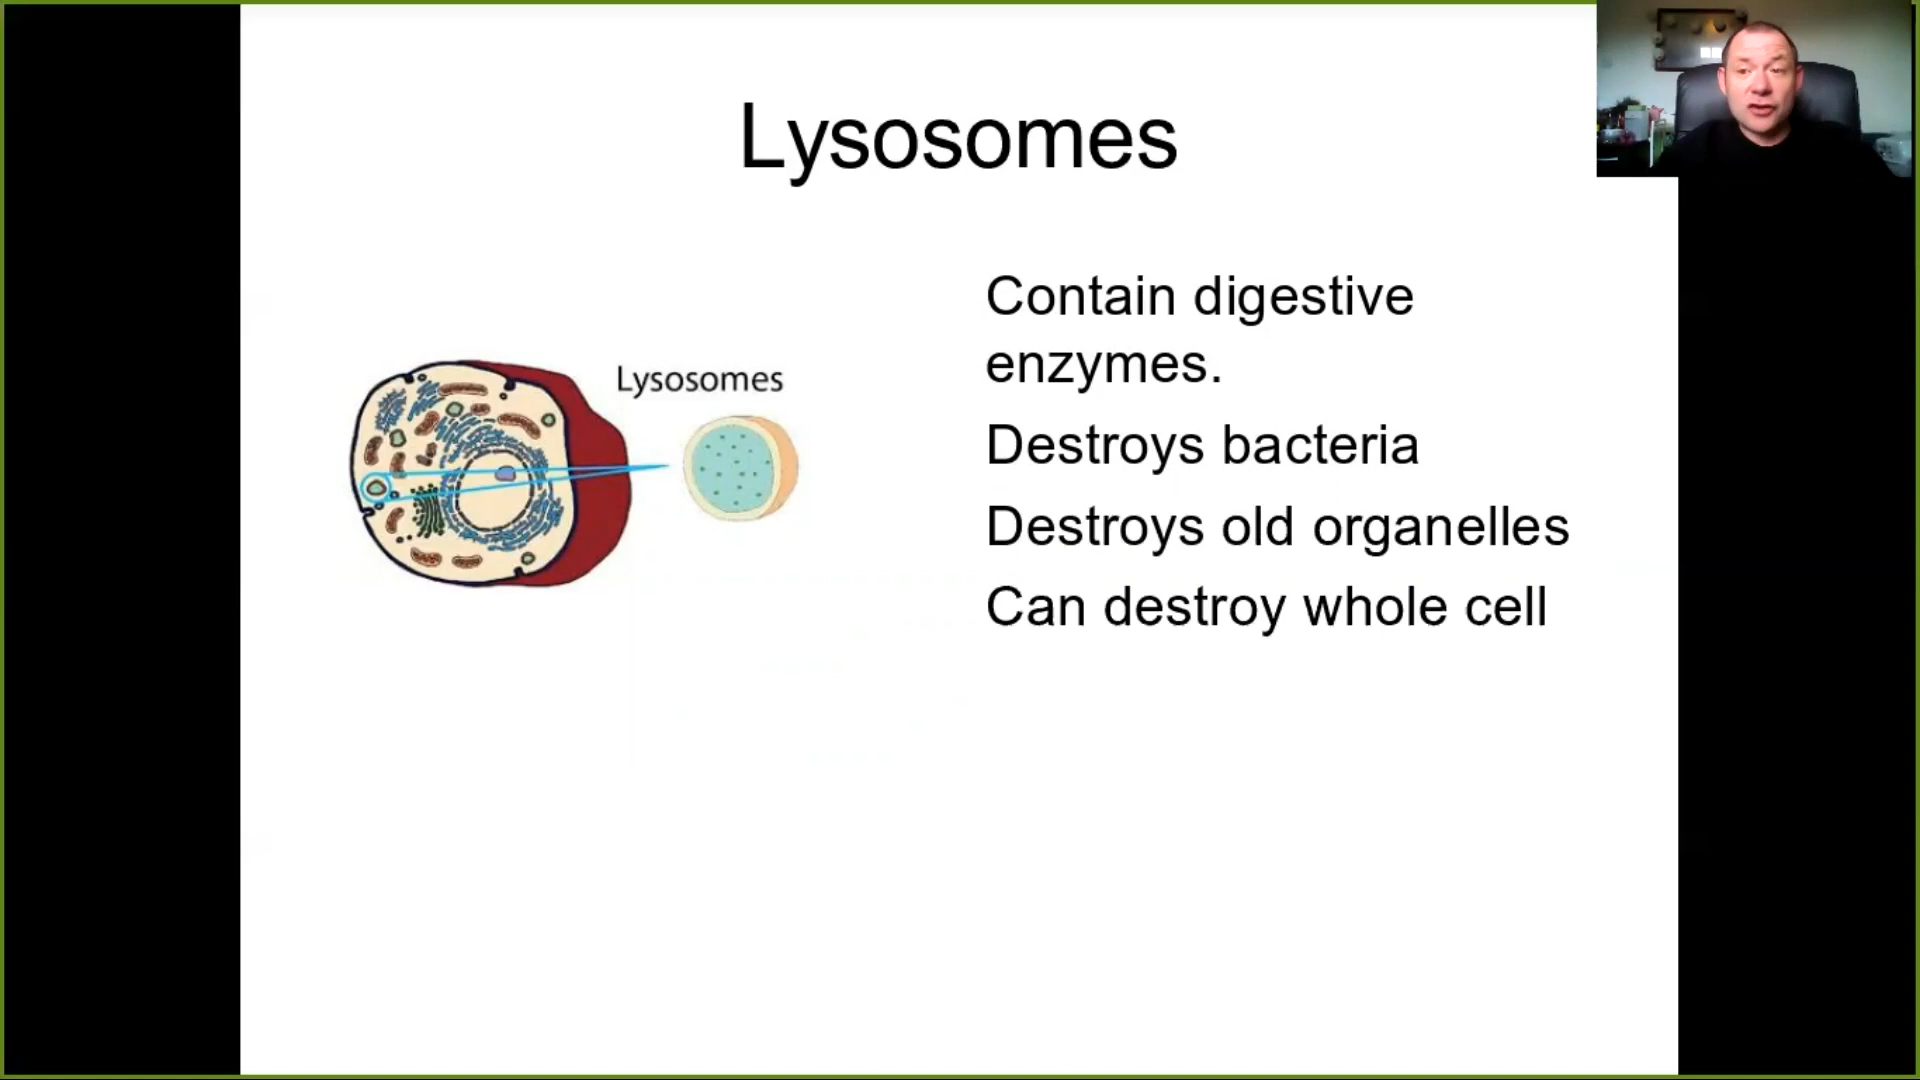 Lysosomes
Lysosomes
Contain digestive
enzymes.
Destroys bacteria
Destroys old organelles
Can destroy whole cell